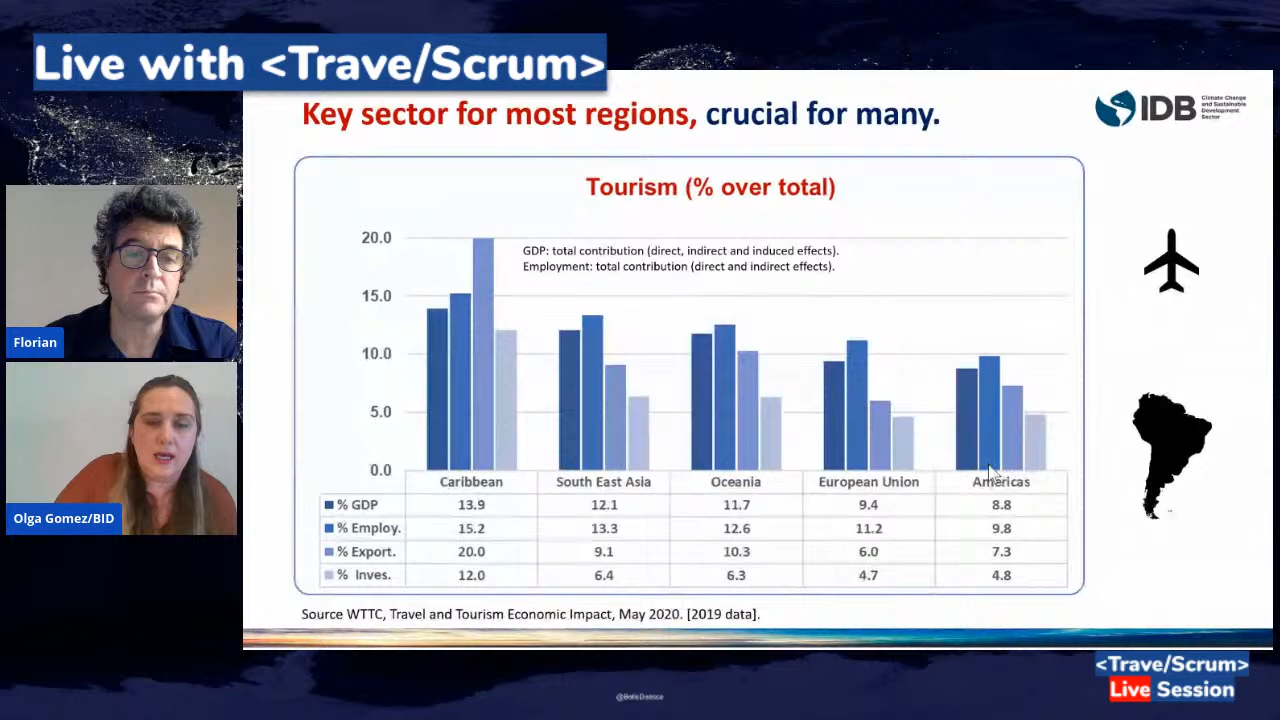 Live with <Trave/Scrum>
Key sector for most regions, crucial for many.
IDB
Climate Change
and Sustainable
Development
Sector
Tourism (% over total)
GDP: total contribution (direct, indirect and induced effects).
Employment: total contribution (direct and indirect effects).
20.0
15.0
10.0
5.0
0.0
Caribbean South East Asia Oceania European Union Americas
% GDP 13.9 12.1 11.7 9.4 8.8
% Employ. 15.2 13.3 12.6 11.2 9.8
% Export. 20.0 9.1 10.3 6.0 7.3
% Inves. 12.0 6.4 6.3 4.7 4.8
Source WTTC, Travel and Tourism Economic Impact, May 2020. [2019 data].
Florian
Olga Gomez/BID
<Trave/Scrum>
Live Session